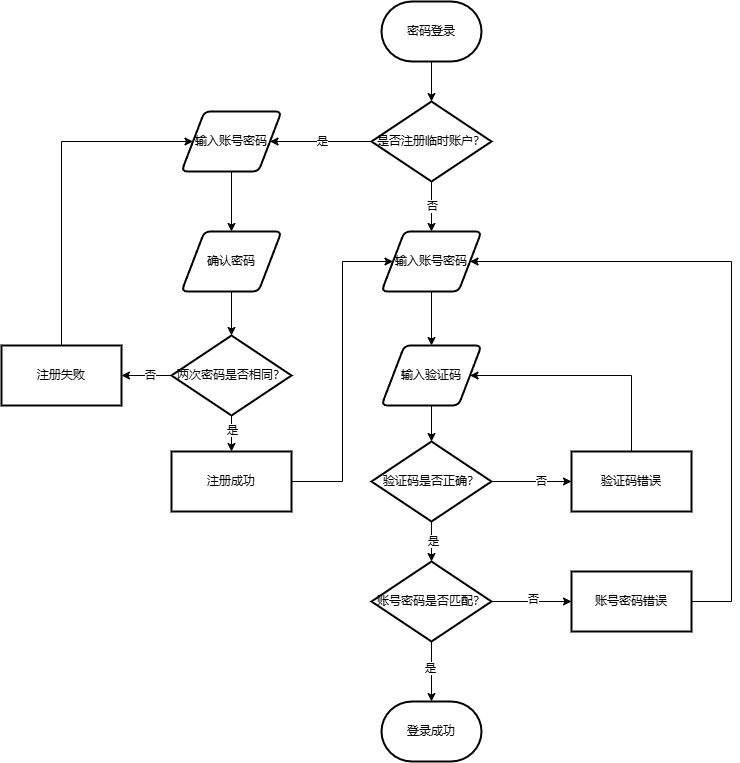 密码登录
是否注册临时账户?
是
输入账号密码
否
确认密码
输入账号密码
两次密码是否相同?
否
注册失败
输入验证码
是
注册成功
验证码是否正确?
否
验证码错误
是
账号密码是否匹配?
否
账号密码错误
是
登录成功